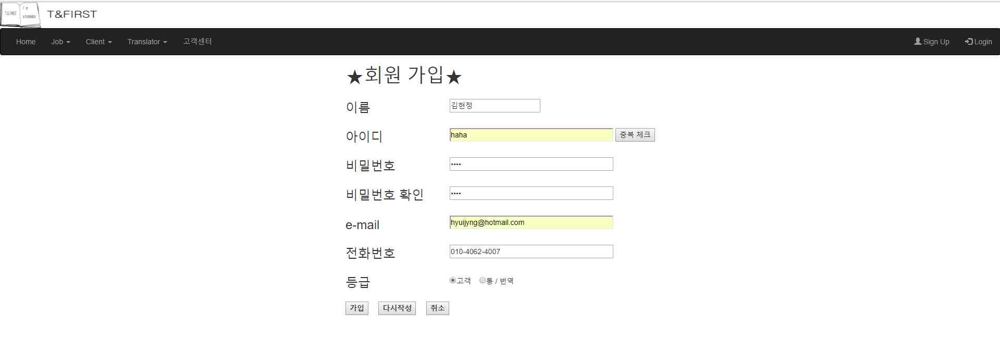 T & FIRST
I'm
a translator
T&FIRST
Home Job Client Translator 고객센터 Sign Up Login
★회원 가입★
이름 김현정
아이디 haha 중복 체크
비밀번호 ••••
비밀번호 확인 ••••
e-mail hyuijyng@hotmail.com
전화번호 010-4062-4007
등급 고객 통 / 번역
가입 다시작성 취소